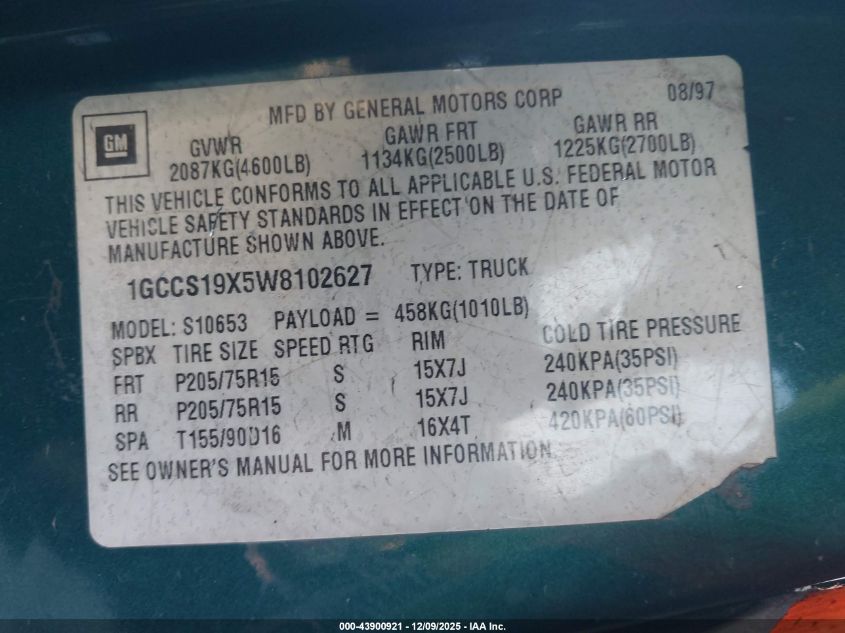 MFD BY GENERAL MOTORS CORP 08/97
GM
GVWR GAWR FRT GAWR RR
2087KG(4600LB) 1134KG(2500LB) 1225KG(2700LB)
THIS VEHICLE CONFORMS TO ALL APPLICABLE U.S. FEDERAL MOTOR
VEHICLE SAFETY STANDARDS IN EFFECT ON THE DATE OF
MANUFACTURE SHOWN ABOVE.
1GCCS19X5W8102627 TYPE: TRUCK
MODEL: S10653 PAYLOAD = 458KG(1010LB)
SPBX TIRE SIZE SPEED RTG RIM COLD TIRE PRESSURE
FRT P205/75R15 S 15X7J 240KPA(35PSI)
RR P205/75R15 S 15X7J 240KPA(35PSI)
SPA T155/90D16 M 16X4T 420KPA(60PSI)
SEE OWNER'S MANUAL FOR MORE INFORMATION
000-43900921 - 12/09/2025 - IAA Inc.